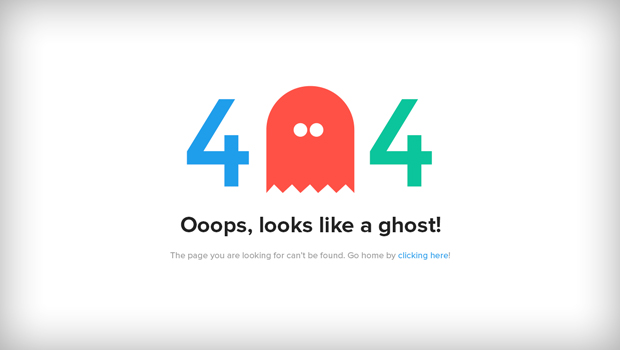 4 4
Ooops, looks like a ghost!
The page you are looking for can't be found. Go home by clicking here!